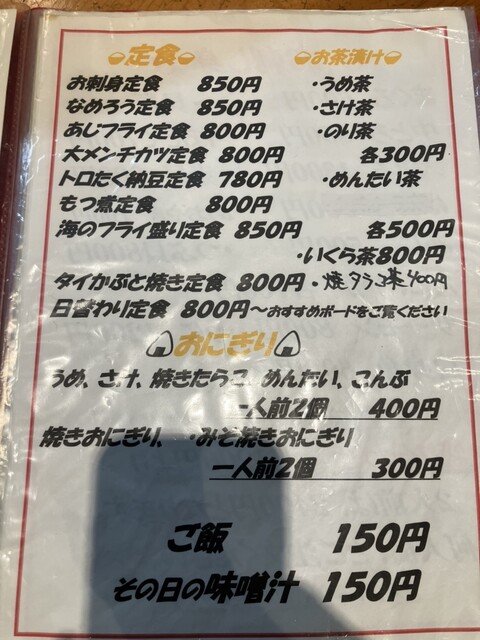 定食 お茶漬け
お刺身定食 850円 ・うめ茶
なめろう定食 850円 ・さけ茶
あじフライ定食 800円 ・のり茶
大メンチカツ定食 800円 各300円
トロたく納豆定食 780円 ・めんたい茶
もつ煮定食 800円
海のフライ盛り定食 850円 各500円
・いくら茶800円
タイかぶと焼き定食 800円 ・焼タラコ茶400円
日替わり定食 800円～おすすめボードをご覧ください
おにぎり
うめ、さけ、焼きたらこ、めんたい、こんぶ
一人前2個 400円
焼きおにぎり、・みそ焼きおにぎり
一人前2個 300円
ご飯 150円
その日の味噌汁 150円